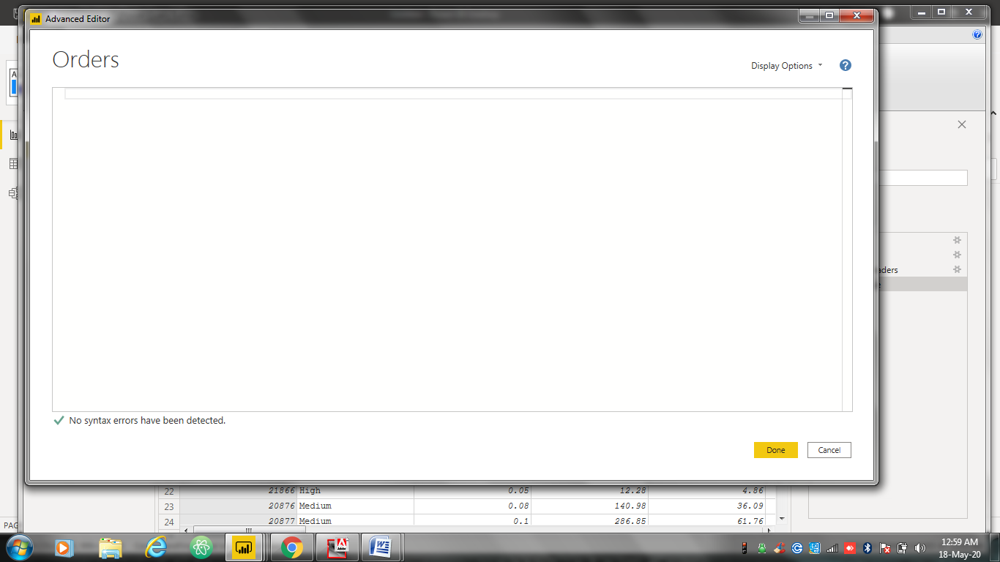 Advanced Editor
Orders
Display Options
?
No syntax errors have been detected.
Done Cancel
aders
22 21866 High 0.05 12.28 4.86
23 20876 Medium 0.08 140.98 36.09
24 20877 Medium 0.1 286.85 61.76
PAG
12:59 AM
18-May-20